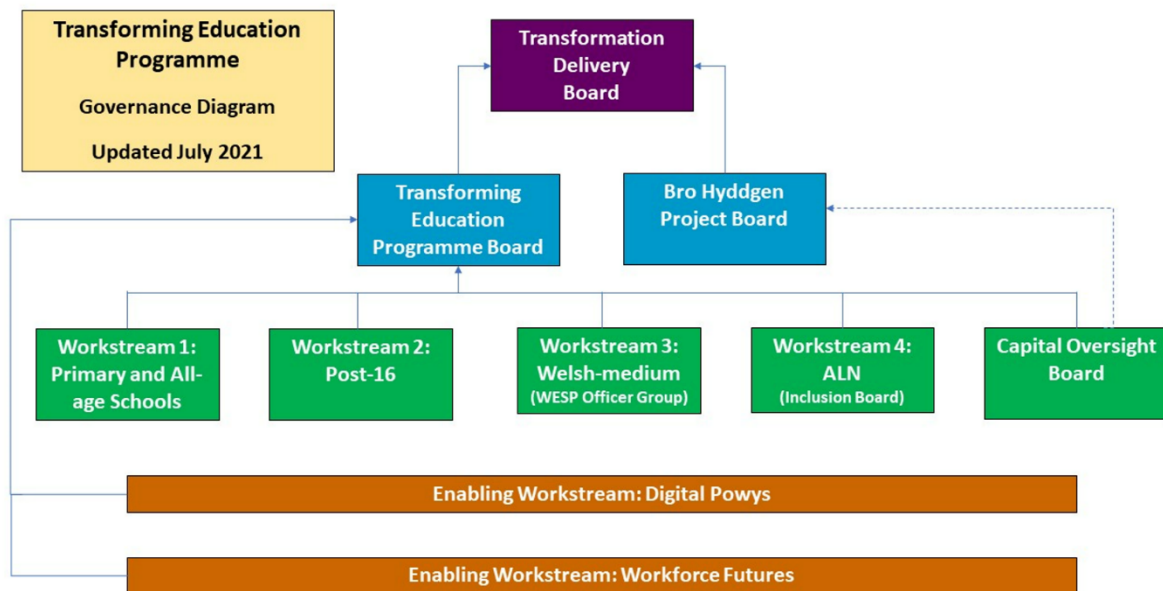 Transforming Education
Programme
Governance Diagram
Updated July 2021
Transformation
Delivery
Board
Transforming
Education
Programme Board
Bro Hyddgen
Project Board
Workstream 1:
Primary and All-
age Schools
Workstream 2:
Post-16
Workstream 3:
Welsh-medium
(WESP Officer Group)
Workstream 4:
ALN
(Inclusion Board)
Capital Oversight
Board
Enabling Workstream: Digital Powys
Enabling Workstream: Workforce Futures